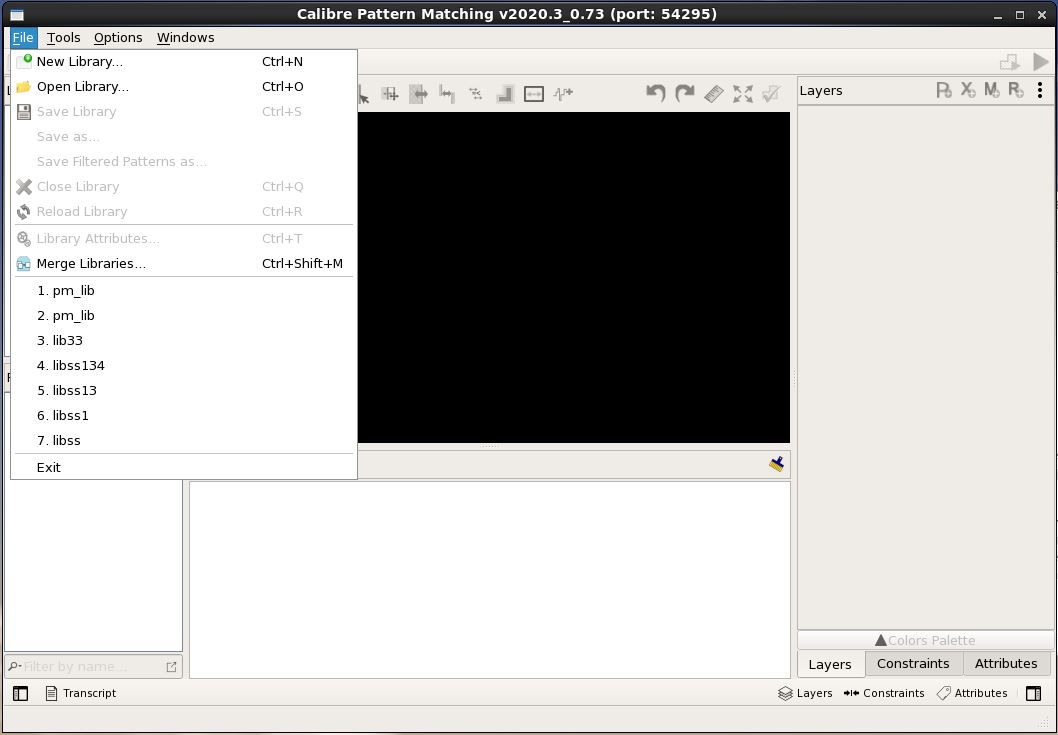 Calibre Pattern Matching v2020.3_0.73 (port: 54295)
File Tools Options Windows
New Library... Ctrl+N
Open Library... Ctrl+O
Save Library Ctrl+S
Save as...
Save Filtered Patterns as...
Close Library Ctrl+Q
Reload Library Ctrl+R
Library Attributes... Ctrl+T
Merge Libraries... Ctrl+Shift+M
1. pm_lib
2. pm_lib
3. lib33
4. libss134
5. libss13
6. libss1
7. libss
Exit
Layers
P X M R
Colors Palette
Filter by name...
Layers Constraints Attributes
Transcript
Layers Constraints Attributes